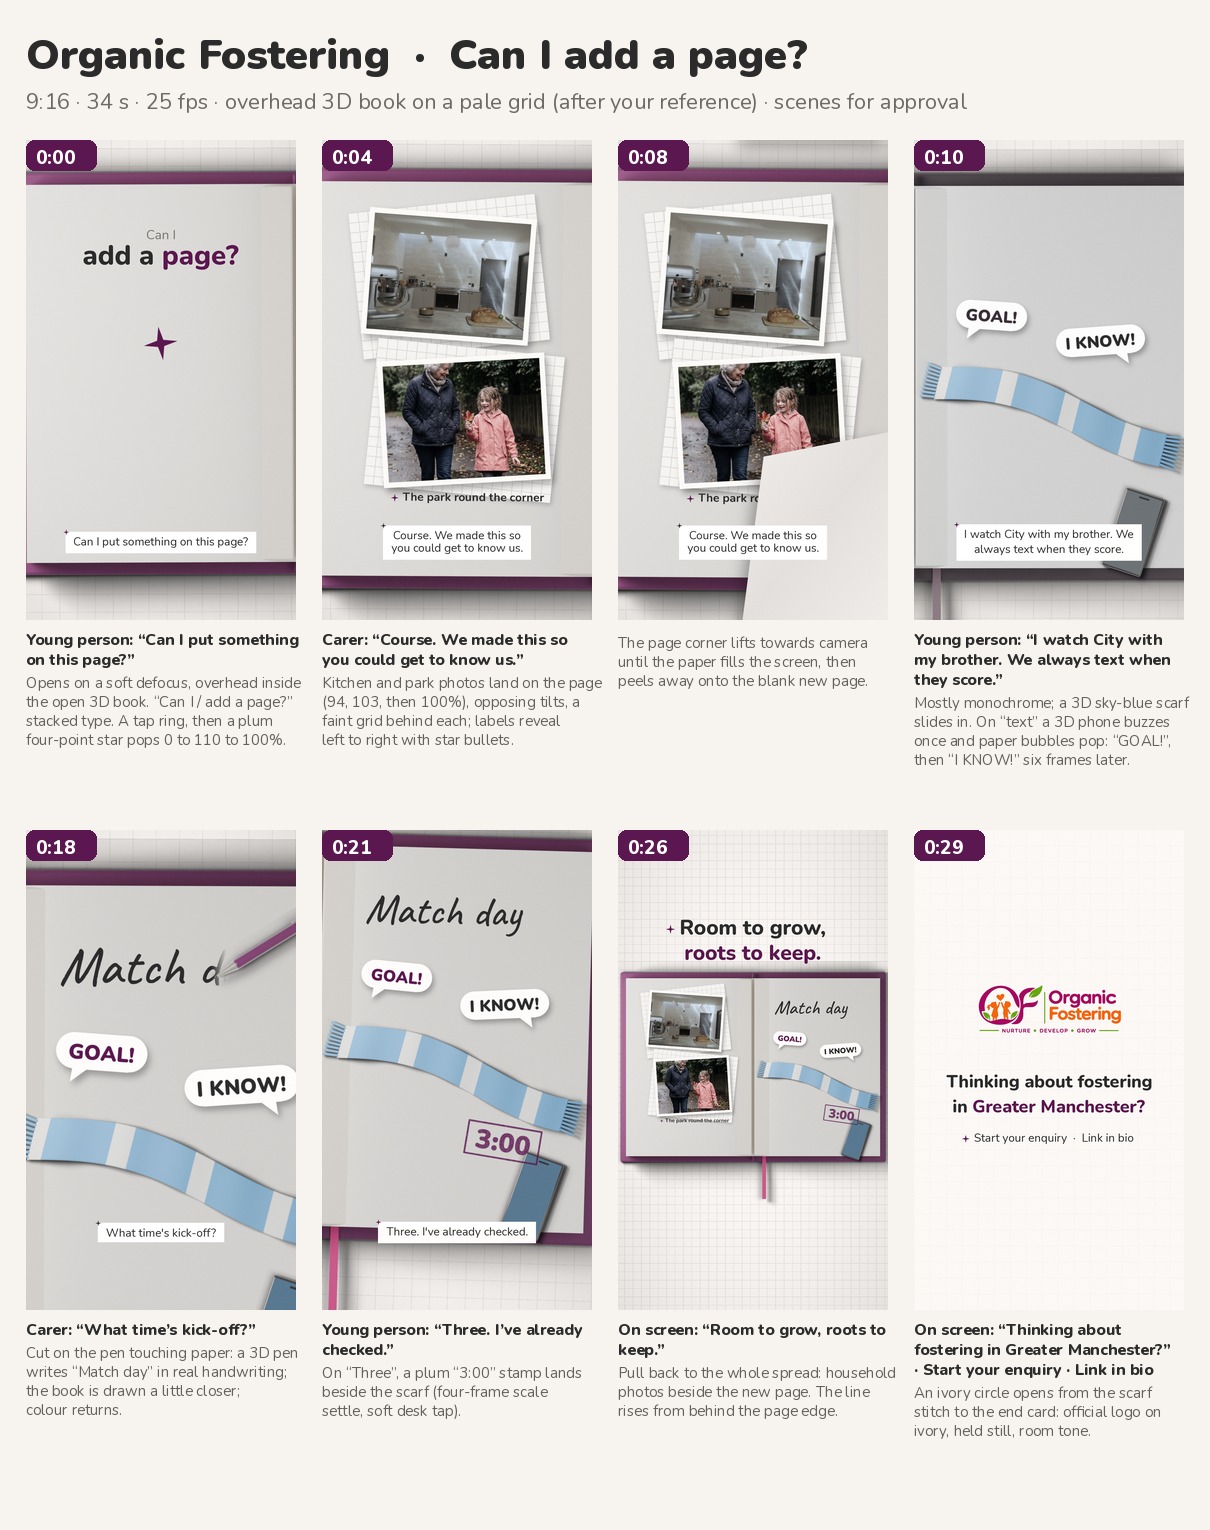 Organic Fostering · Can I add a page?
9:16 · 34 s · 25 fps · overhead 3D book on a pale grid (after your reference) · scenes for approval
0:00
Can I
add a page?
Can I put something on this page?
Young person: “Can I put something
on this page?”
Opens on a soft defocus, overhead inside
the open 3D book. “Can I / add a page?”
stacked type. A tap ring, then a plum
four-point star pops 0 to 110 to 100%.
0:04
The park round the corner
Course. We made this so
you could get to know us.
Carer: “Course. We made this so
you could get to know us.”
Kitchen and park photos land on the page
(94, 103, then 100%), opposing tilts, a
faint grid behind each; labels reveal
left to right with star bullets.
0:08
The park ro
Course. We made this so
you could get to know us.
The page corner lifts towards camera
until the paper fills the screen, then
peels away onto the blank new page.
0:10
GOAL!
I KNOW!
I watch City with my brother. We
always text when they score.
Young person: “I watch City with
my brother. We always text when
they score.”
Mostly monochrome; a 3D sky-blue scarf
slides in. On “text” a 3D phone buzzes
once and paper bubbles pop: “GOAL!”,
then “I KNOW!” six frames later.
0:18
Match d
GOAL!
I KNOW!
What time's kick-off?
Carer: “What time’s kick-off?”
Cut on the pen touching paper: a 3D pen
writes “Match day” in real handwriting;
the book is drawn a little closer;
colour returns.
0:21
Match day
GOAL!
I KNOW!
3:00
Three. I've already checked.
Young person: “Three. I’ve already
checked.”
On “Three”, a plum “3:00” stamp lands
beside the scarf (four-frame scale
settle, soft desk tap).
0:26
Room to grow,
roots to keep.
Match day
GOAL!
I KNOW!
3:00
The park round the corner
On screen: “Room to grow, roots to
keep.”
Pull back to the whole spread: household
photos beside the new page. The line
rises from behind the page edge.
0:29
OF Organic
Fostering
NURTURE • DEVELOP • GROW
Thinking about fostering
in Greater Manchester?
Start your enquiry · Link in bio
On screen: “Thinking about
fostering in Greater Manchester?”
· Start your enquiry · Link in bio
An ivory circle opens from the scarf
stitch to the end card: official logo on
ivory, held still, room tone.